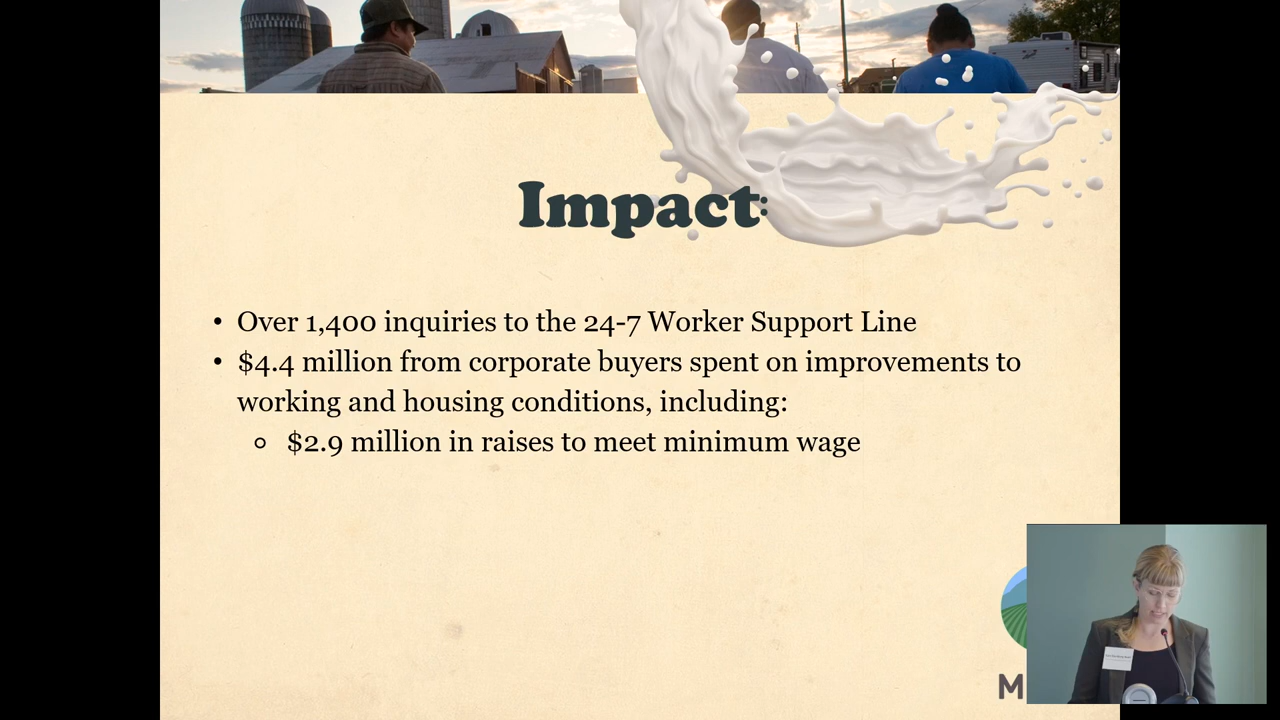 Impact:
• Over 1,400 inquiries to the 24-7 Worker Support Line
• $4.4 million from corporate buyers spent on improvements to
working and housing conditions, including:
○ $2.9 million in raises to meet minimum wage
M